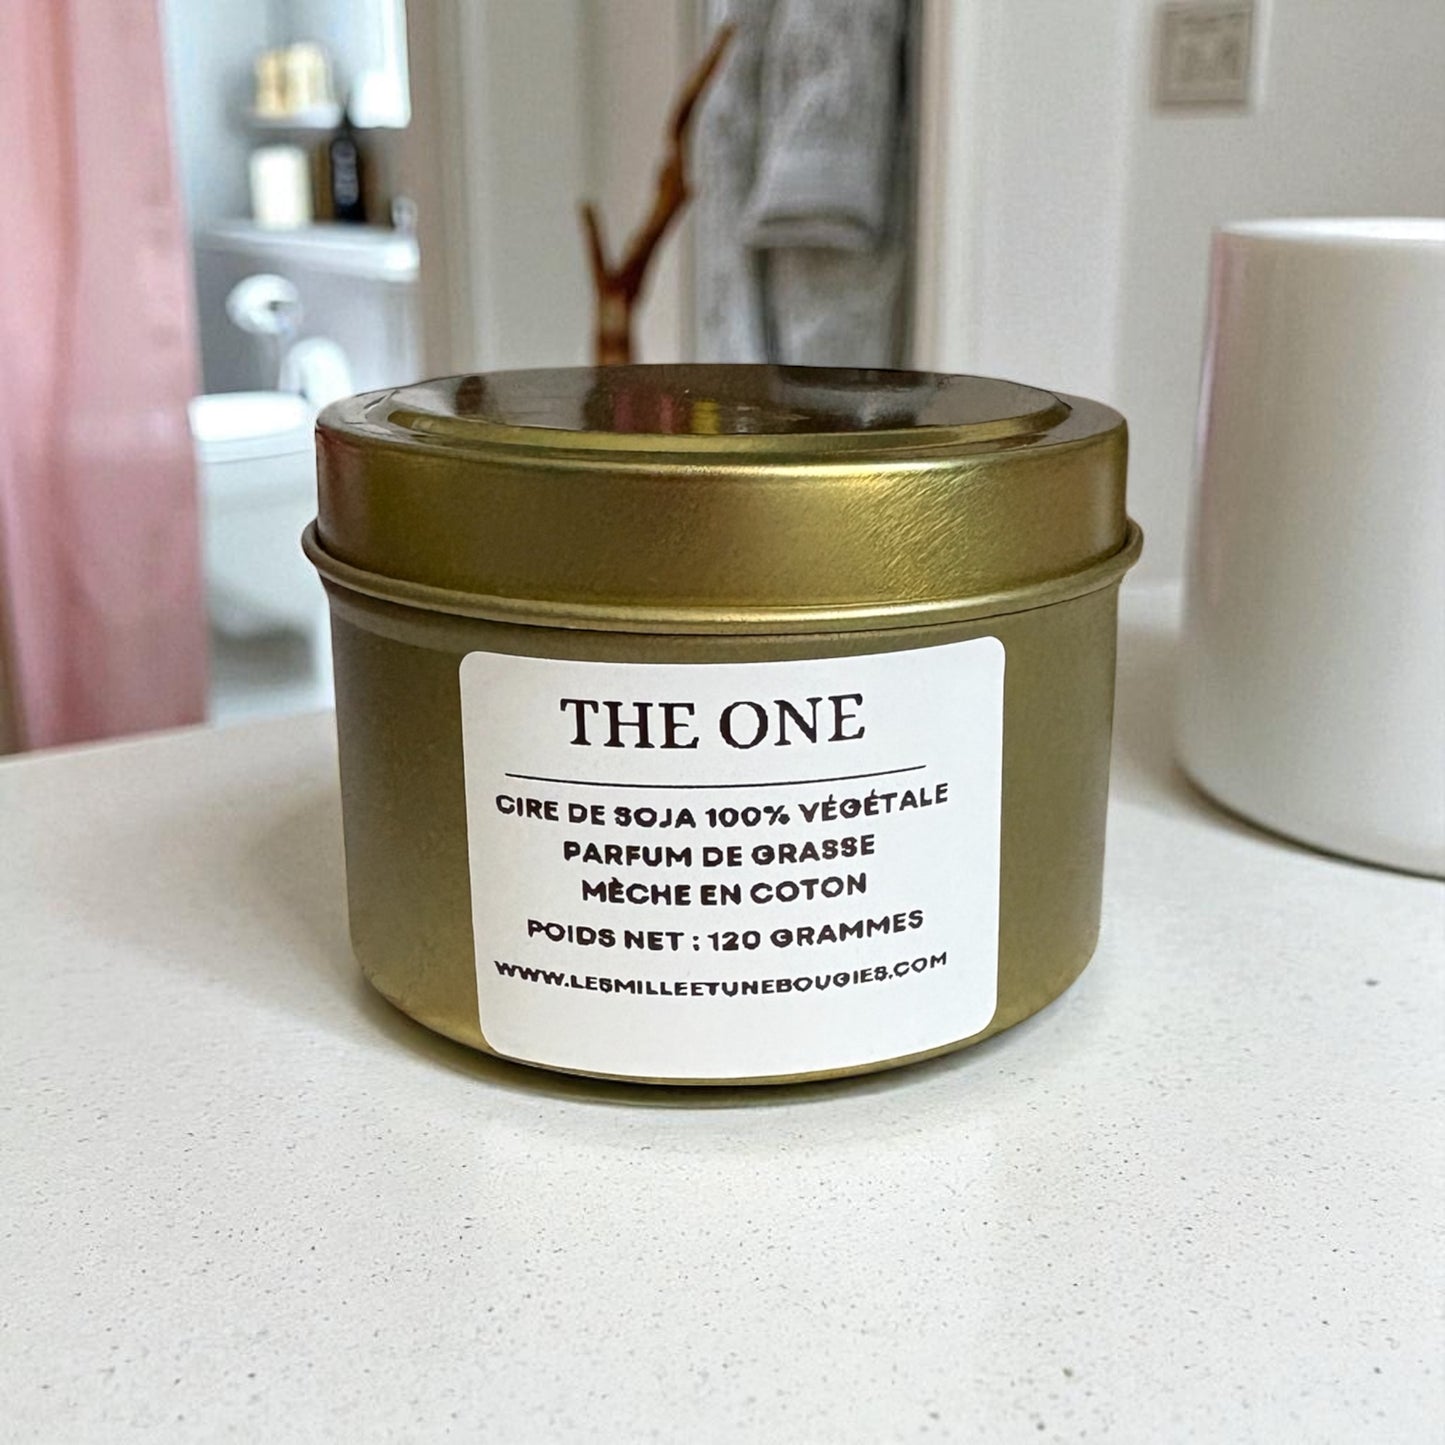 THE ONE
CIRE DE SOJA 100% VÉGÉTALE
PARFUM DE GRASSE
MÈCHE EN COTON
POIDS NET : 120 GRAMMES
WWW.LESMILLEETUNEBOUGIES.COM